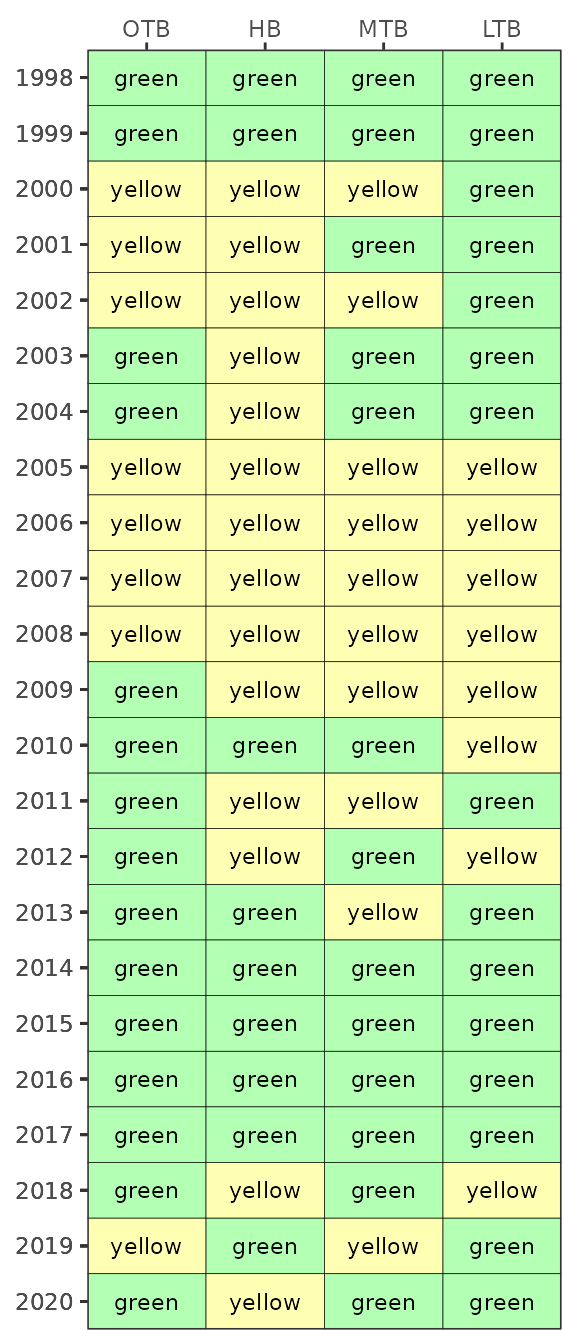 OTB HB MTB LTB
1998 green green green green
1999 green green green green
2000 yellow yellow yellow green
2001 yellow yellow green green
2002 yellow yellow yellow green
2003 green yellow green green
2004 green yellow green green
2005 yellow yellow yellow yellow
2006 yellow yellow yellow yellow
2007 yellow yellow yellow yellow
2008 yellow yellow yellow yellow
2009 green yellow yellow yellow
2010 green green green yellow
2011 green yellow yellow green
2012 green yellow green yellow
2013 green green yellow green
2014 green green green green
2015 green green green green
2016 green green green green
2017 green green green green
2018 green yellow green yellow
2019 yellow green yellow green
2020 green yellow green green